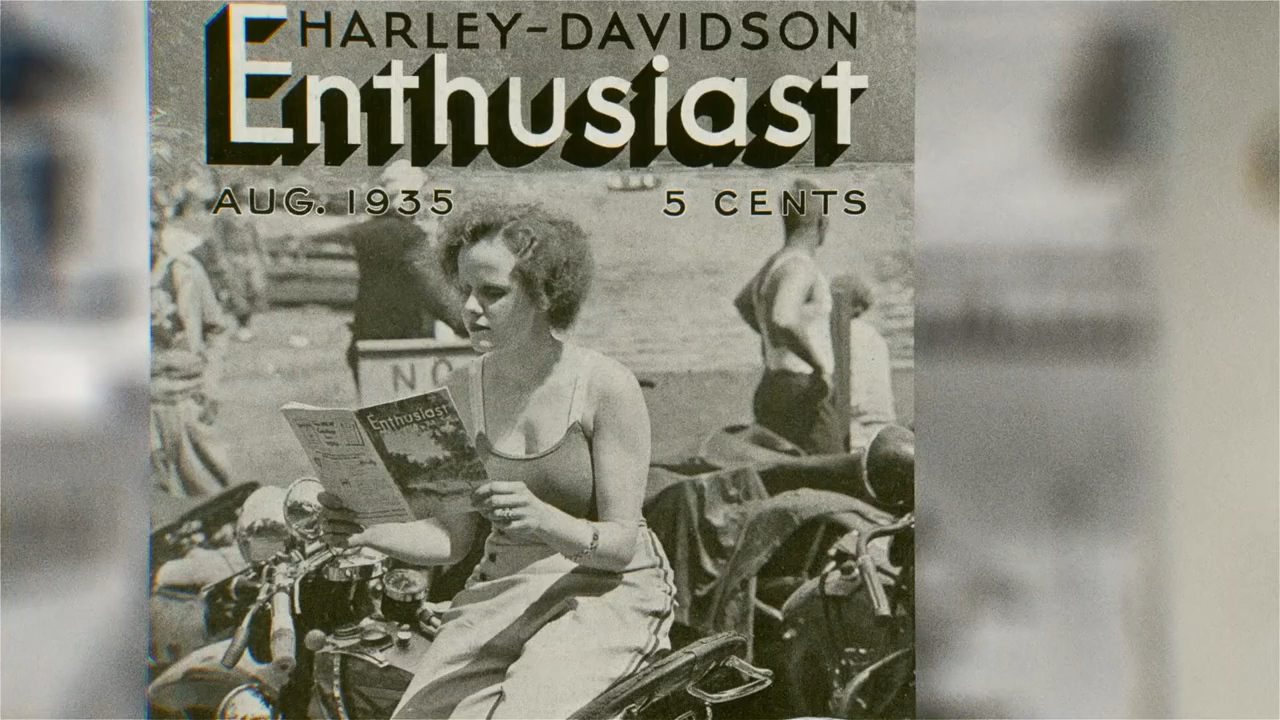 HARLEY-DAVIDSON
Enthusiast
AUG. 1935
5 CENTS
NO
Enthusiast